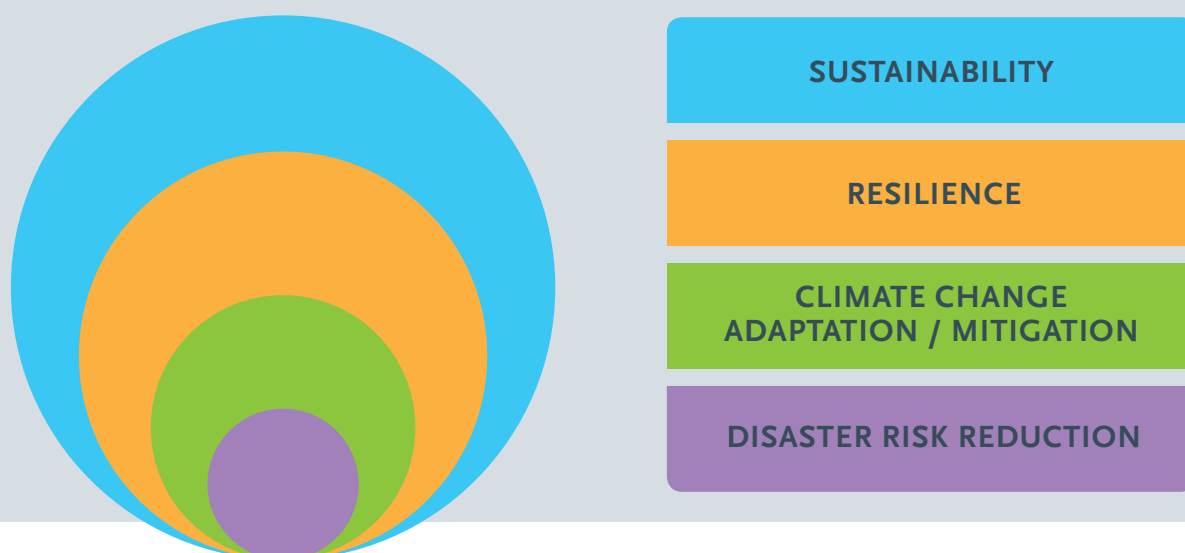 SUSTAINABILITY
RESILIENCE
CLIMATE CHANGE
ADAPTATION / MITIGATION
DISASTER RISK REDUCTION